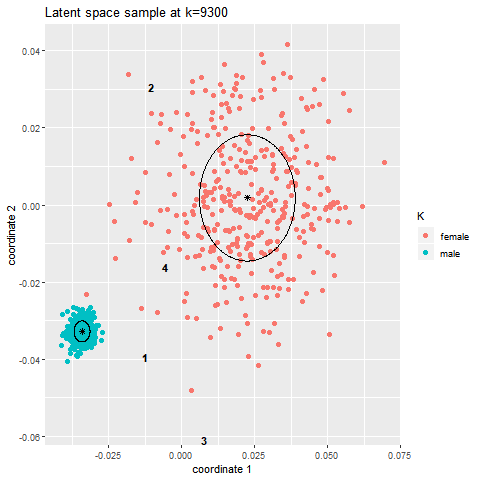 Latent space sample at k=9300
0.04
2
0.02
0.00
coordinate 2
K
female
male
4
-0.02
1
-0.04
3
-0.06
-0.025
0.000
0.025
0.050
0.075
coordinate 1